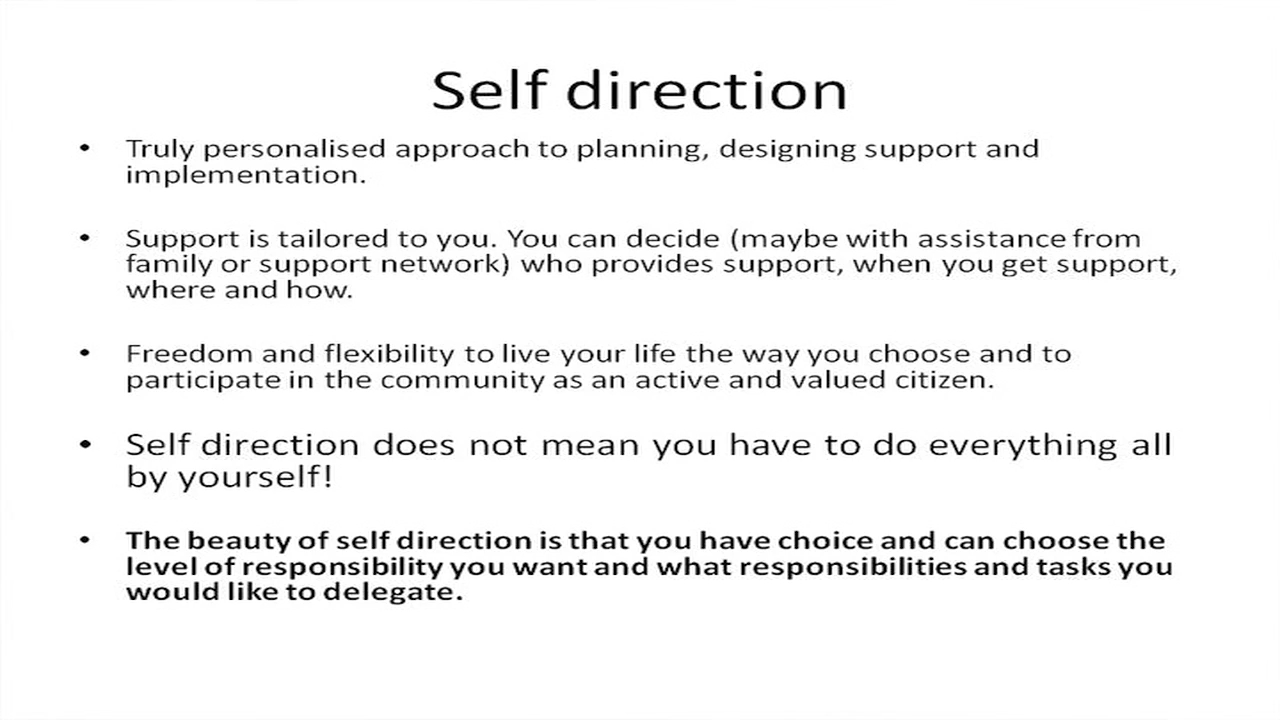 Self direction
• Truly personalised approach to planning, designing support and
implementation.
• Support is tailored to you. You can decide (maybe with assistance from
family or support network) who provides support, when you get support,
where and how.
• Freedom and flexibility to live your life the way you choose and to
participate in the community as an active and valued citizen.
• Self direction does not mean you have to do everything all
by yourself!
• The beauty of self direction is that you have choice and can choose the
level of responsibility you want and what responsibilities and tasks you
would like to delegate.